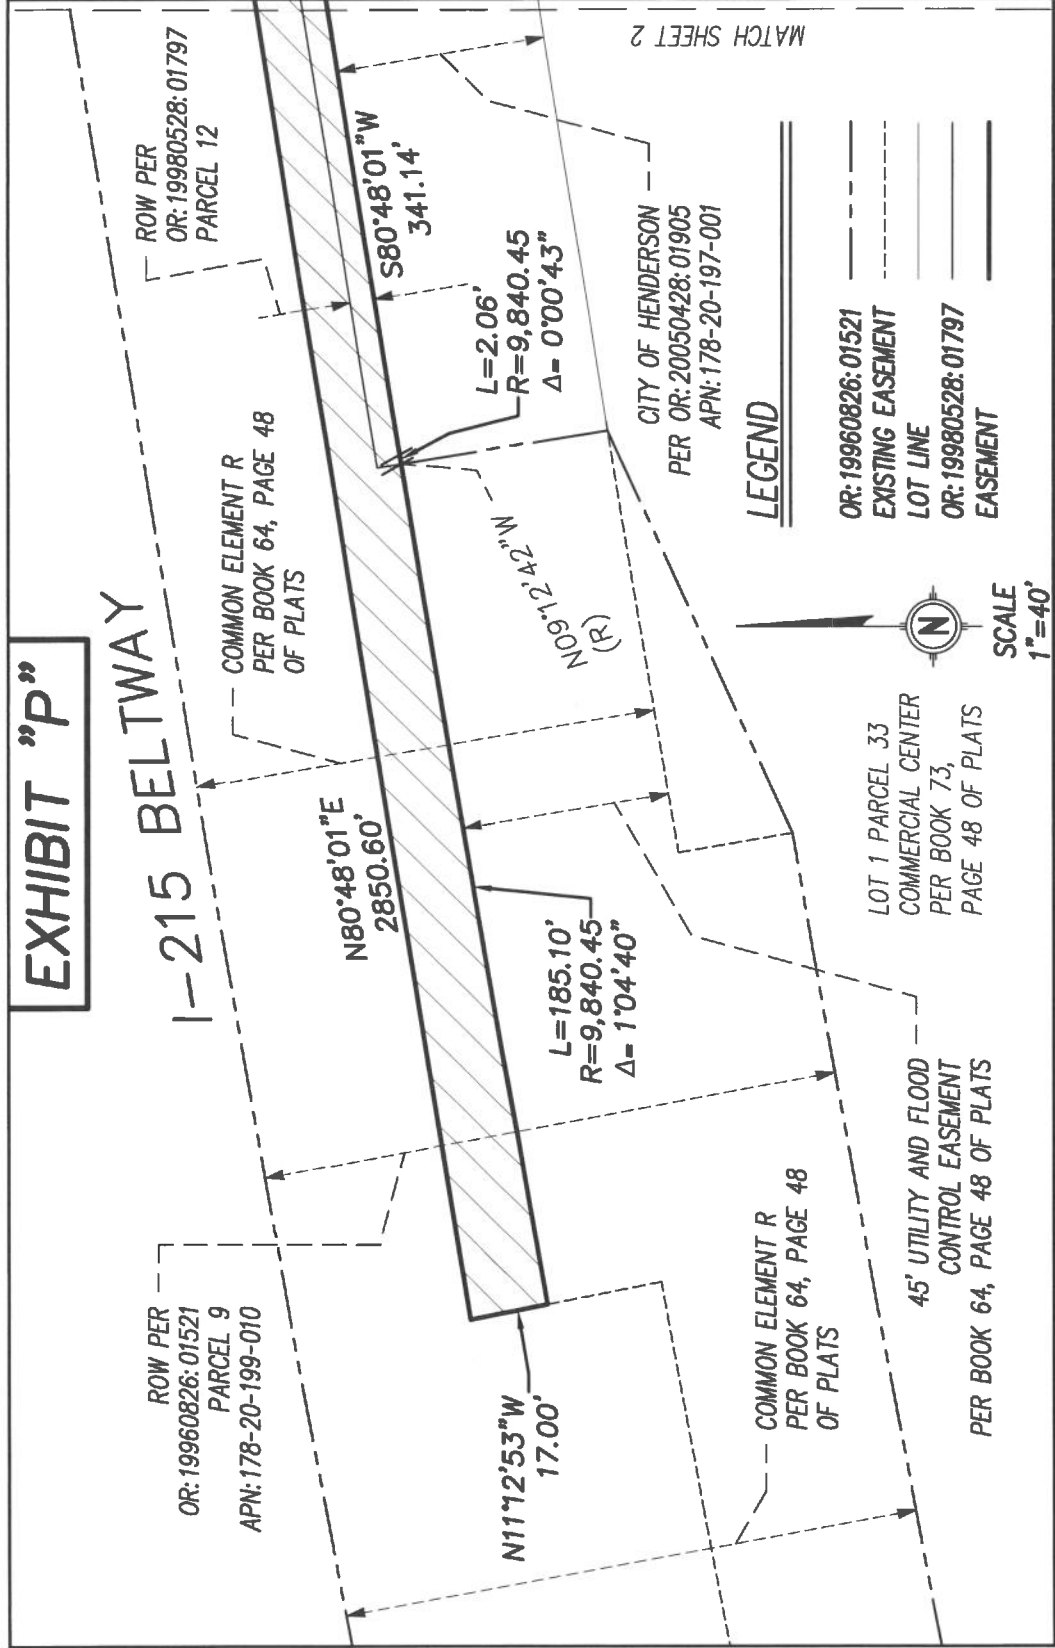 EXHIBIT "P"
I-215 BELTWAY
ROW PER
OR:19960826:01521
PARCEL 9
APN:178-20-199-010
N11°12'53"W
17.00'
N80°48'01"E
2850.60'
COMMON ELEMENT R
PER BOOK 64, PAGE 48
OF PLATS
ROW PER
OR:19980528:01797
PARCEL 12
S80°48'01"W
341.14'
L=2.06'
R=9,840.45
Δ= 0°00'43"
N09°12'42"W
(R)
L=185.10'
R=9,840.45
Δ= 1°04'40"
CITY OF HENDERSON
PER OR:20050428:01905
APN:178-20-197-001
MATCH SHEET 2
COMMON ELEMENT R
PER BOOK 64, PAGE 48
OF PLATS
45' UTILITY AND FLOOD
CONTROL EASEMENT
PER BOOK 64, PAGE 48 OF PLATS
LOT 1 PARCEL 33
COMMERCIAL CENTER
PER BOOK 73,
PAGE 48 OF PLATS
N
SCALE
1"=40'
LEGEND
OR:19960826:01521
EXISTING EASEMENT
LOT LINE
OR:19980528:01797
EASEMENT